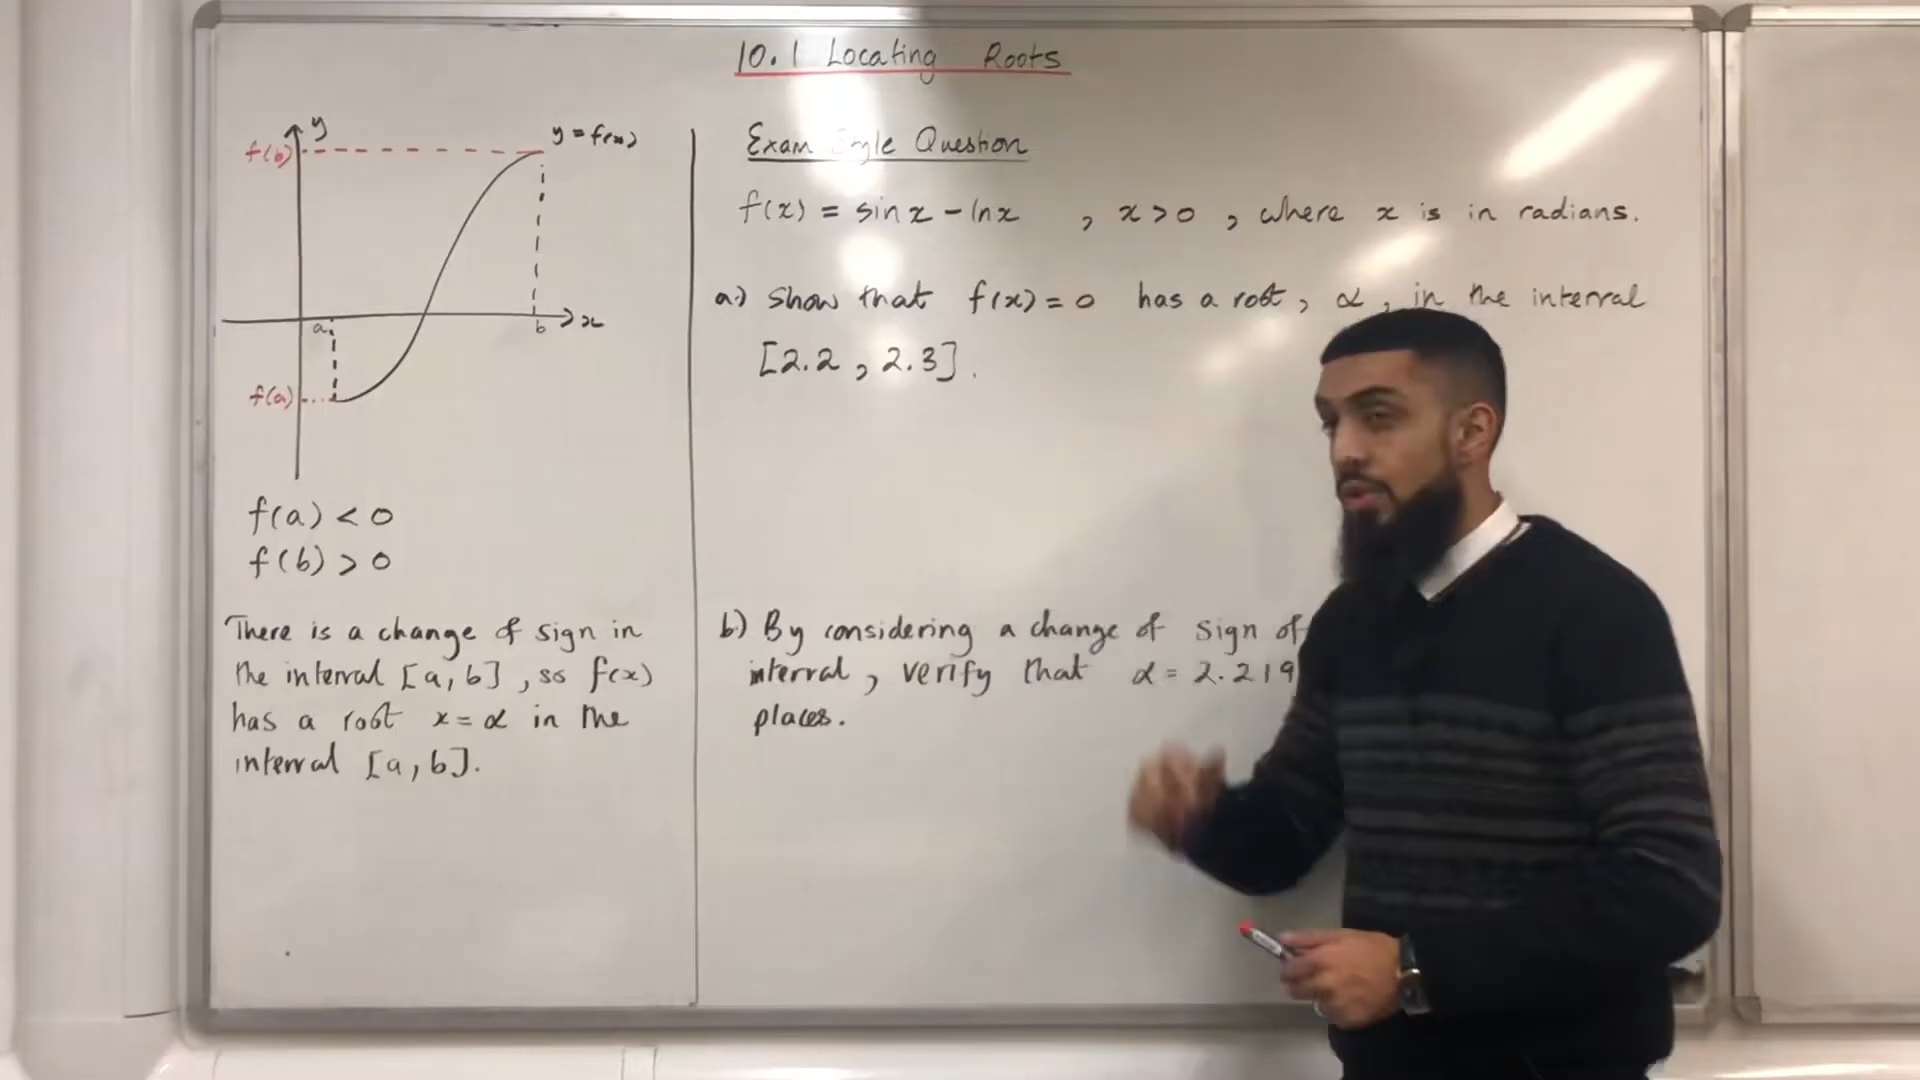 10.1 Locating Roots
y
f(b)
y = f(x)
a
b
x
f(a)
f(a) < 0
f(b) > 0
There is a change of sign in
the interval [a, b], so f(x)
has a root x = α in the
interval [a, b].
Exam Style Question
f(x) = sin x - ln x , x > 0 , where x is in radians.
a.) Show that f(x) = 0 has a root, α, in the interval
[2.2 , 2.3].
b.) By considering a change of sign of
interval, verify that α = 2.219
places.